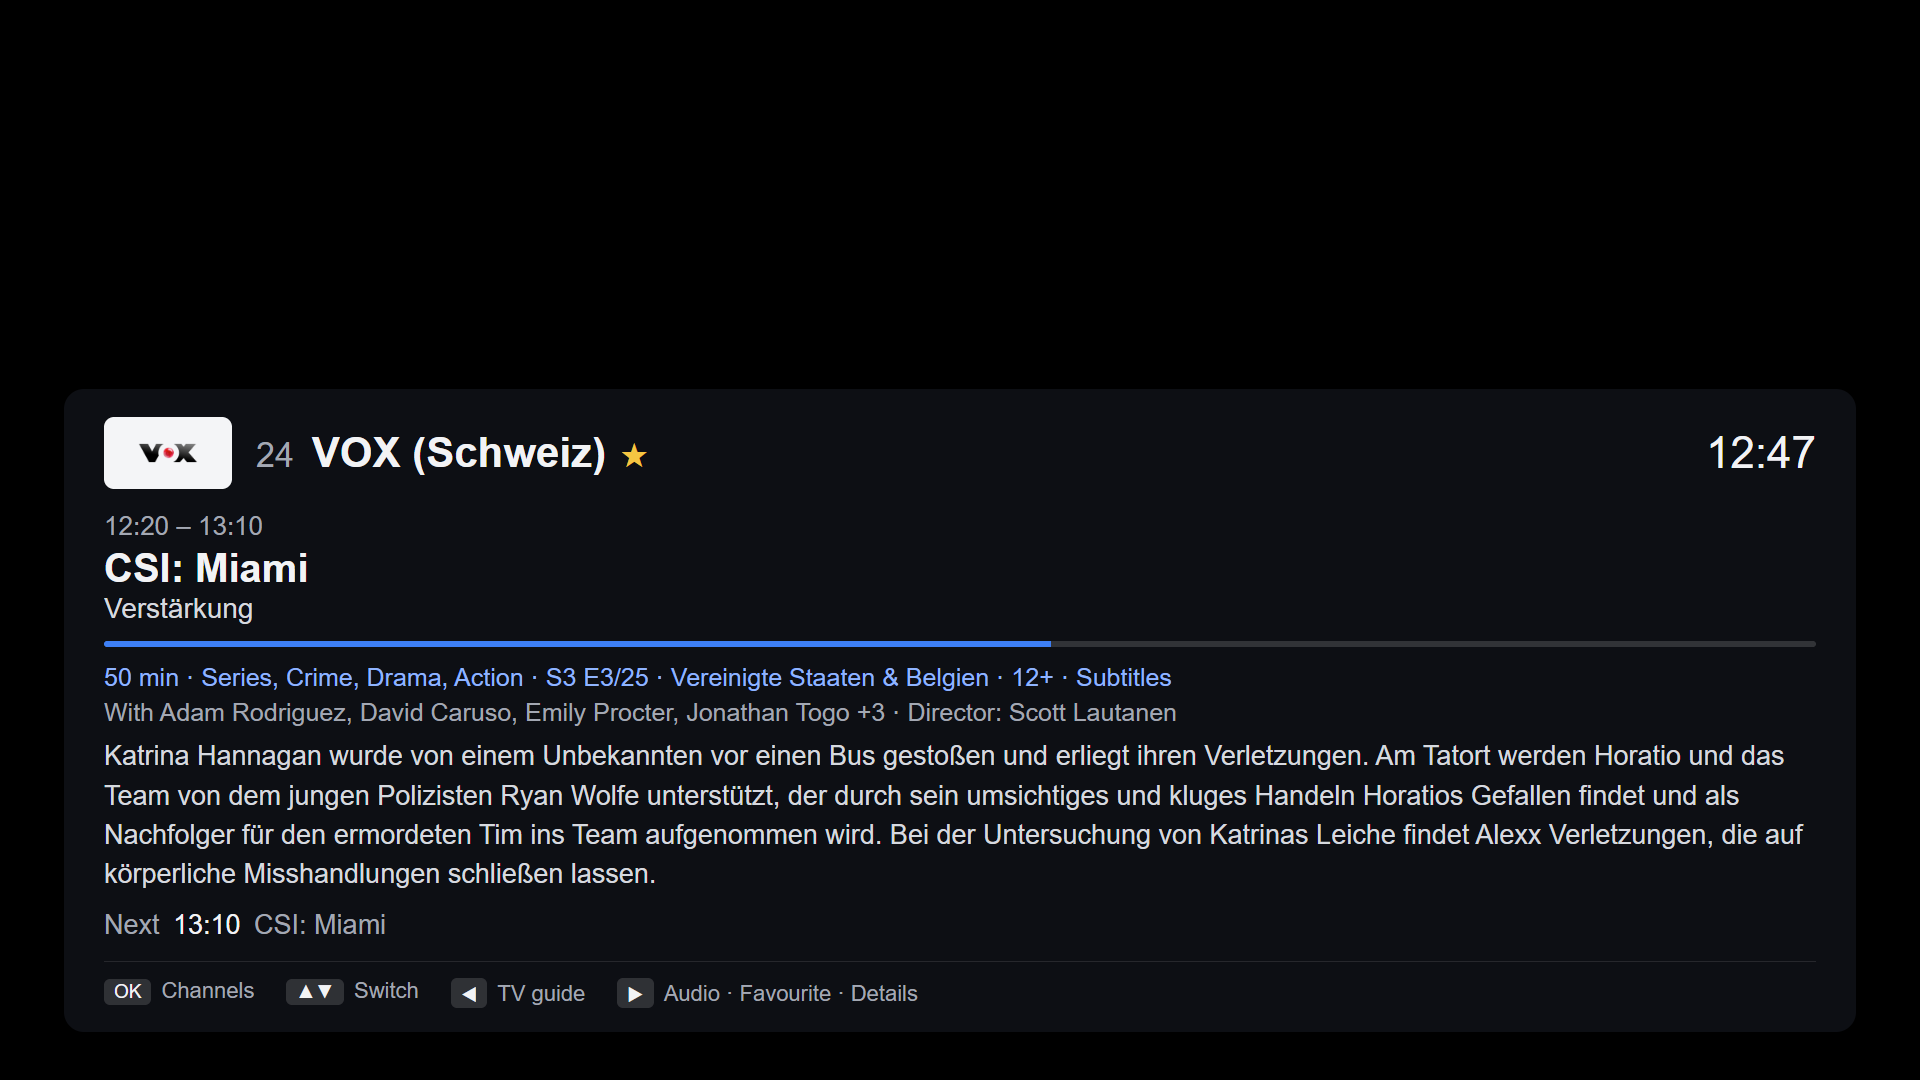 VOX
24 VOX (Schweiz) ★
12:47
12:20 – 13:10
CSI: Miami
Verstärkung
50 min · Series, Crime, Drama, Action · S3 E3/25 · Vereinigte Staaten & Belgien · 12+ · Subtitles
With Adam Rodriguez, David Caruso, Emily Procter, Jonathan Togo +3 · Director: Scott Lautanen
Katrina Hannagan wurde von einem Unbekannten vor einen Bus gestoßen und erliegt ihren Verletzungen. Am Tatort werden Horatio und das
Team von dem jungen Polizisten Ryan Wolfe unterstützt, der durch sein umsichtiges und kluges Handeln Horatios Gefallen findet und als
Nachfolger für den ermordeten Tim ins Team aufgenommen wird. Bei der Untersuchung von Katrinas Leiche findet Alexx Verletzungen, die auf
körperliche Misshandlungen schließen lassen.
Next 13:10 CSI: Miami
OK Channels ▲▼ Switch ◀ TV guide ▶ Audio · Favourite · Details